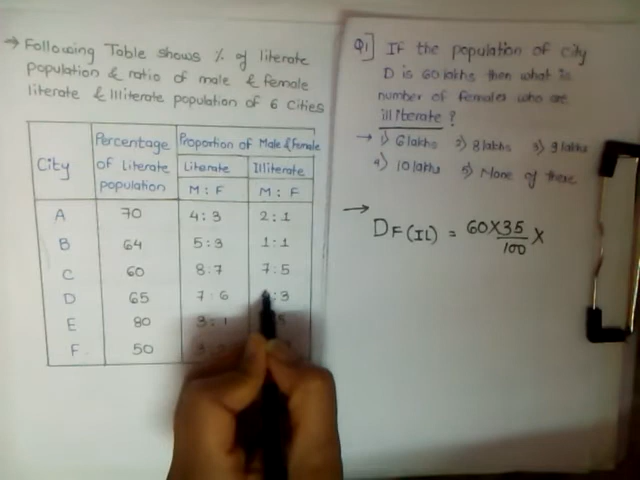 → Following Table shows % of literate
population & ratio of male & female
literate & Illiterate population of 6 Cities
City Percentage of Literate population Proportion of Male & Female
Literate Illiterate
M : F M : F
A 70 4:3 2:1
B 64 5:3 1:1
C 60 8:7 7:5
D 65 7:6 :3
E 80 3:1
F 50
Q1] If the population of city
D is 60 lakhs then what is
number of females who are
illiterate ?
→ 1) 6 lakhs 2) 8 lakhs 3) 9 lakhs
4) 10 lakhs 5) None of these
→ DF(IL) = 60 X 35/100 X